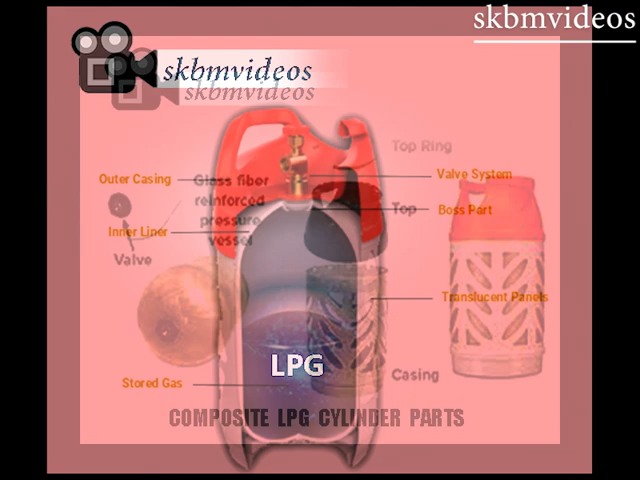 skbmvideos
skbmvideos
skbmvideos
Top Ring
Outer Casing
Glass fiber
reinforced
pressure
vessel
Valve System
Top
Boss Part
Inner Liner
Valve
Translucent Panels
LPG
Stored Gas
Casing
COMPOSITE LPG CYLINDER PARTS